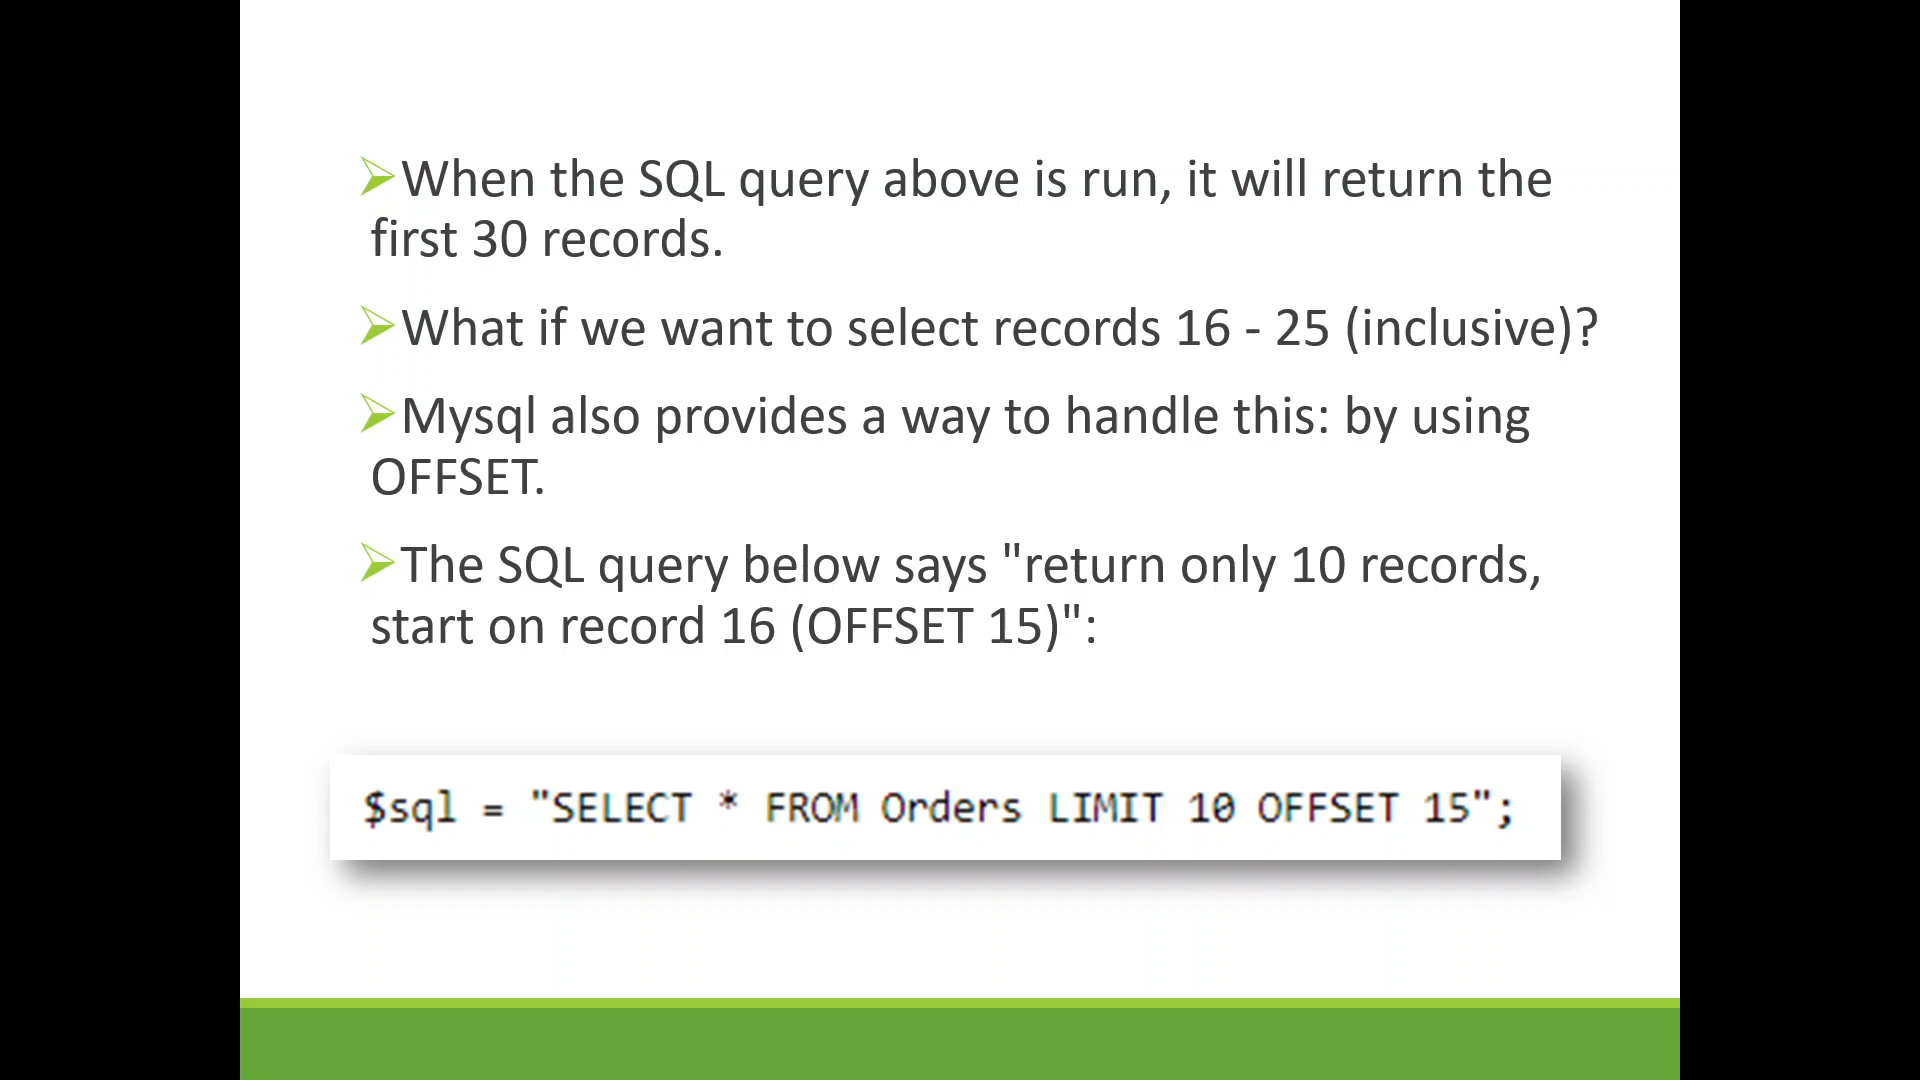 When the SQL query above is run, it will return the
first 30 records.
What if we want to select records 16 - 25 (inclusive)?
Mysql also provides a way to handle this: by using
OFFSET.
The SQL query below says "return only 10 records,
start on record 16 (OFFSET 15)":
$sql = "SELECT * FROM Orders LIMIT 10 OFFSET 15";